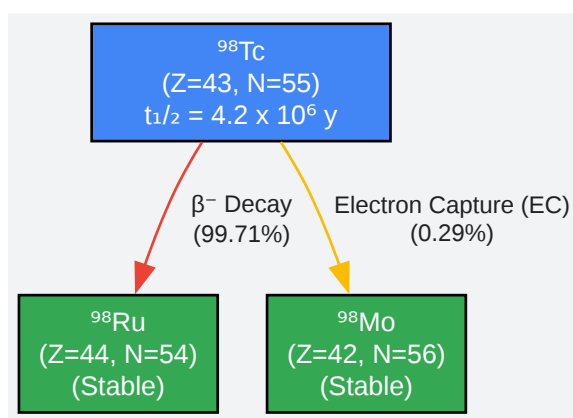 ⁹⁸Tc
(Z=43, N=55)
t₁/₂ = 4.2 x 10⁶ y
β⁻ Decay
(99.71%)
Electron Capture (EC)
(0.29%)
⁹⁸Ru
(Z=44, N=54)
(Stable)
⁹⁸Mo
(Z=42, N=56)
(Stable)